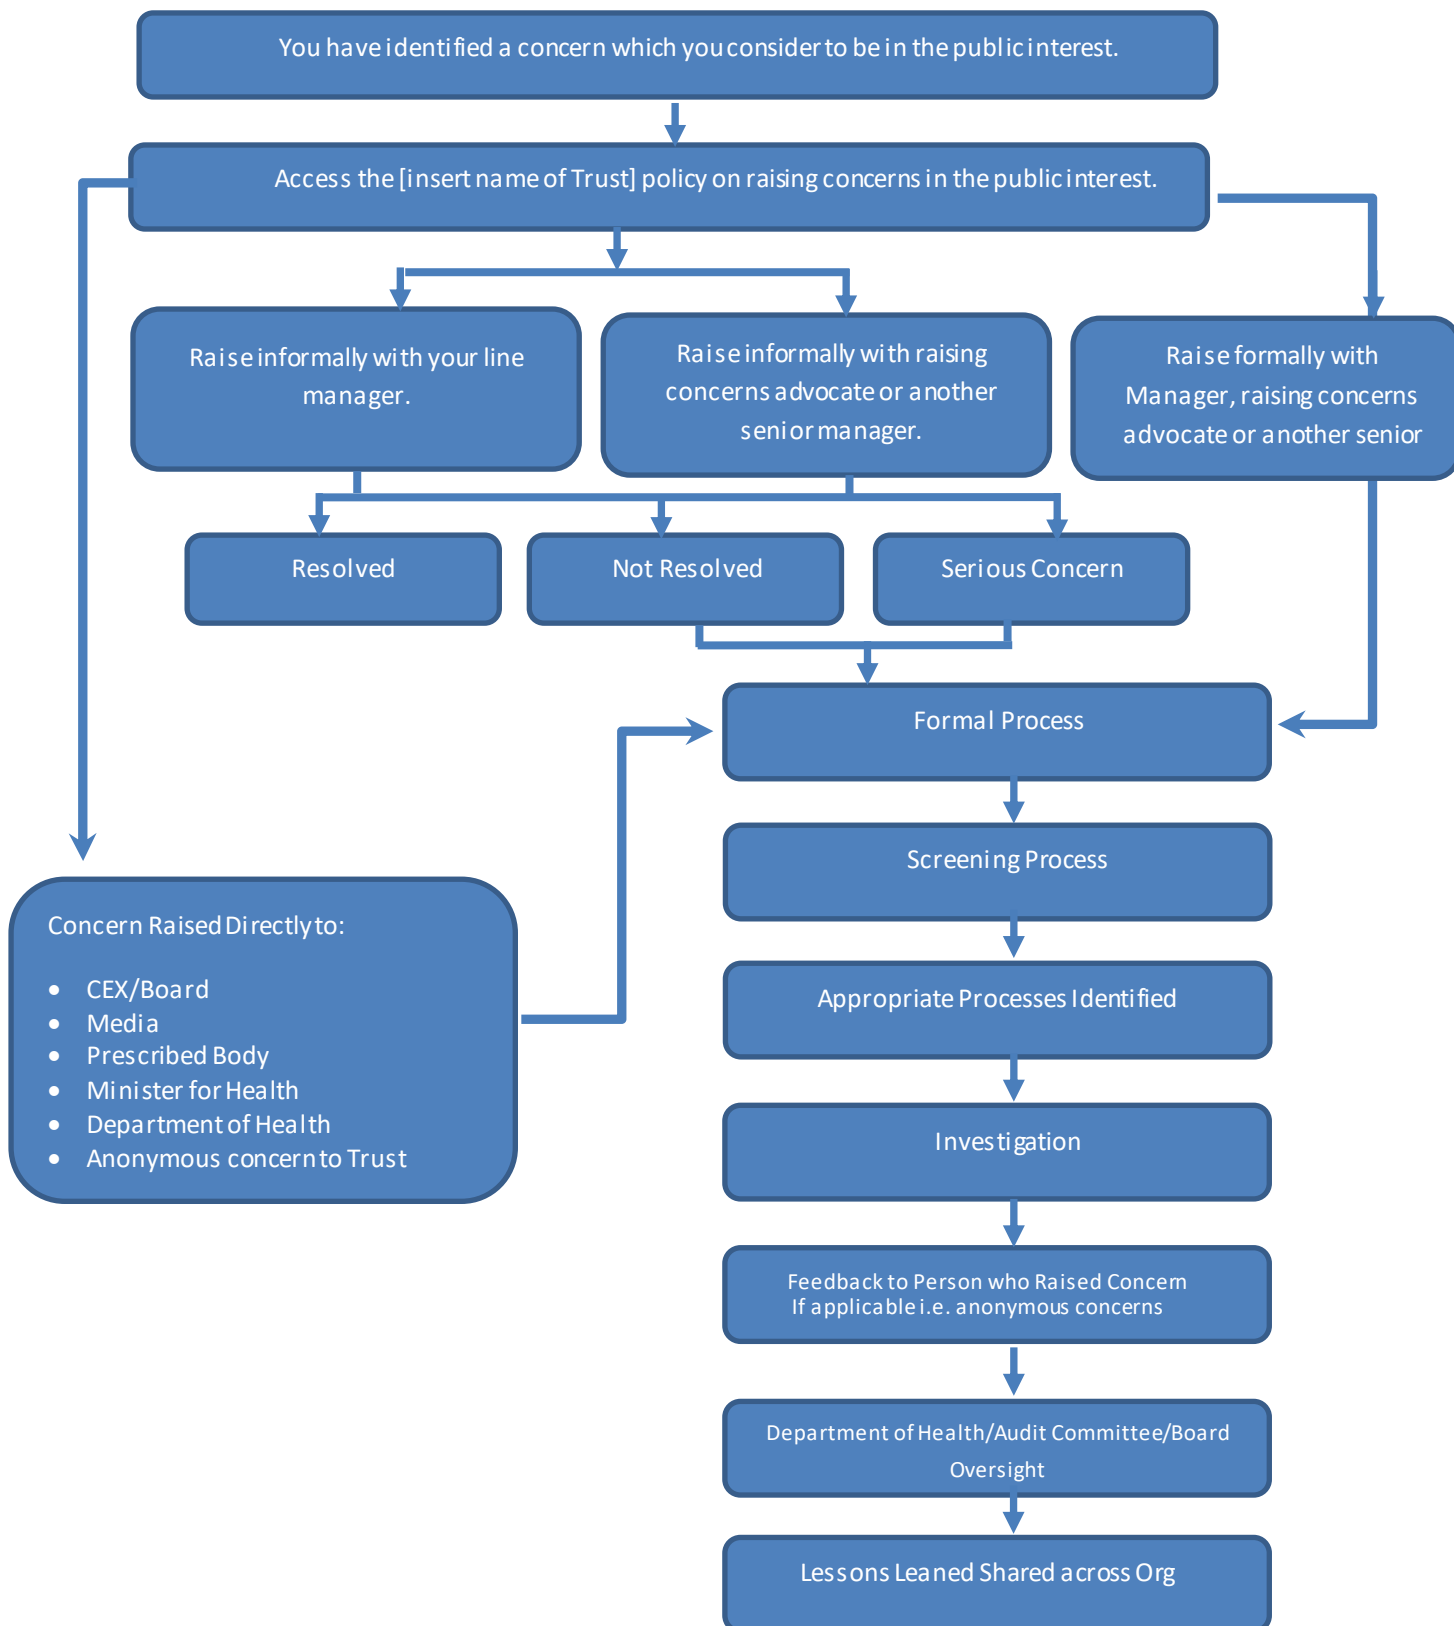 You have identified a concern which you consider to be in the public interest.
Access the [insert name of Trust] policy on raising concerns in the public interest.
Raise informally with your line
manager.
Raise informally with raising
concerns advocate or another
senior manager.
Raise formally with
Manager, raising concerns
advocate or another senior
Resolved
Not Resolved
Serious Concern
Formal Process
Screening Process
Concern Raised Directly to:
• CEX/Board
• Media
• Prescribed Body
• Minister for Health
• Department of Health
• Anonymous concern to Trust
Appropriate Processes Identified
Investigation
Feedback to Person who Raised Concern
If applicable i.e. anonymous concerns
Department of Health/Audit Committee/Board
Oversight
Lessons Leaned Shared across Org